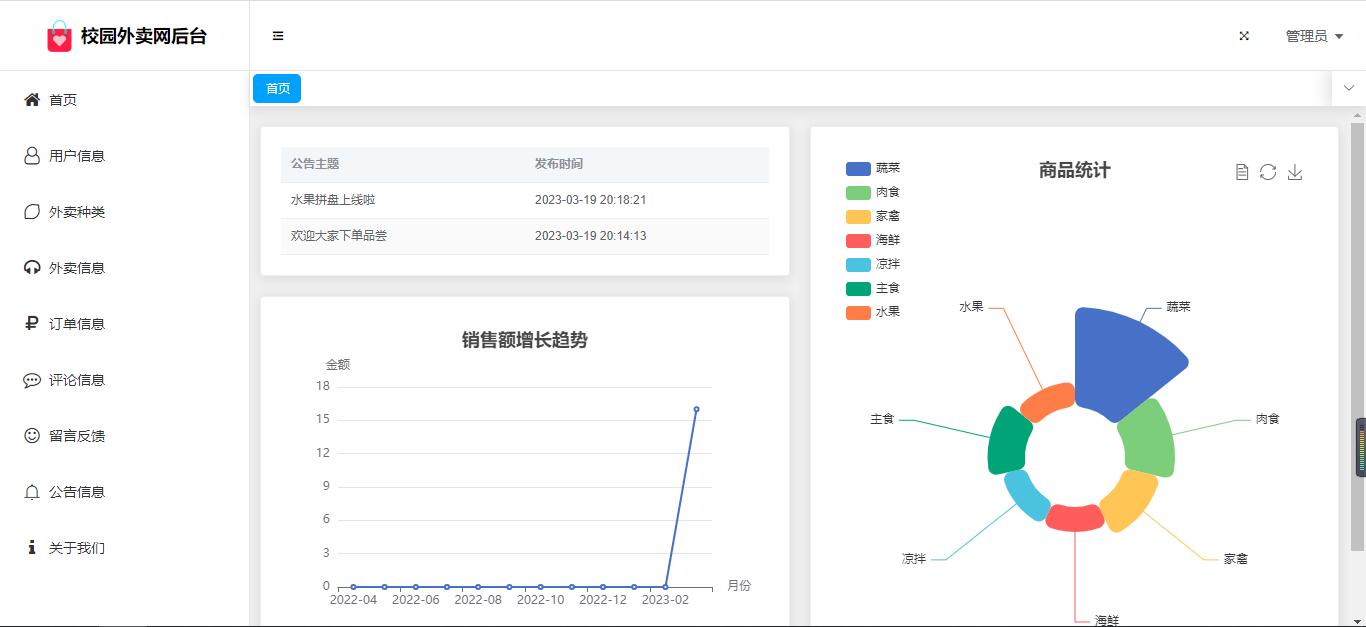 校园外卖网后台
管理员
首页
用户信息
外卖种类
外卖信息
订单信息
评论信息
留言反馈
公告信息
关于我们
首页
公告主题 发布时间
水果拼盘上线啦 2023-03-19 20:18:21
欢迎大家下单品尝 2023-03-19 20:14:13
销售额增长趋势
金额
18
15
12
9
6
3
0
月份
2022-04 2022-06 2022-08 2022-10 2022-12 2023-02
商品统计
蔬菜
肉食
家禽
海鲜
凉拌
主食
水果
水果
蔬菜
主食
肉食
凉拌
家禽
海鲜